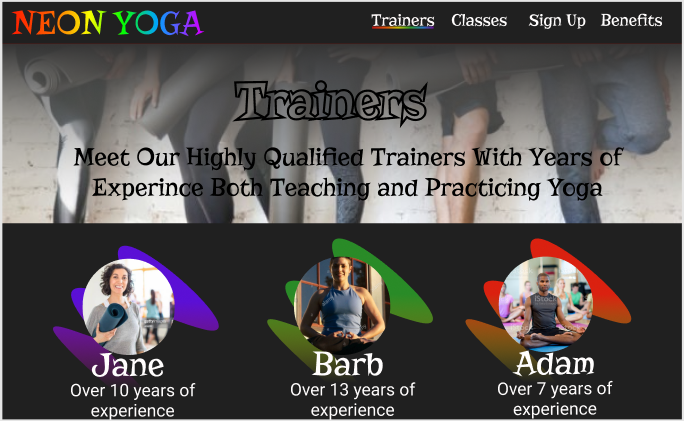 NEON YOGA
Trainers Classes Sign Up Benefits
Trainers
Meet Our Highly Qualified Trainers With Years of
Experince Both Teaching and Practicing Yoga
iStock
Jane
Barb
Adam
Over 10 years of
experience
Over 13 years of
experience
Over 7 years of
experience